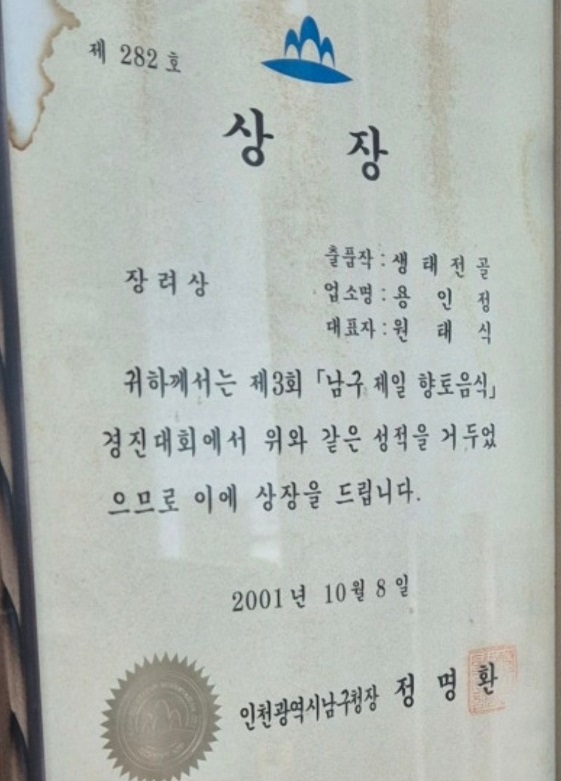 제 282 호
상 장
장려상
출품작 : 생태전골
업소명 : 용인정
대표자 : 원태식
귀하께서는 제3회 「남구 제일 향토음식」
경진대회에서 위와 같은 성적을 거두었
으므로 이에 상장을 드립니다.
2001년 10월 8일
인천광역시남구청장 정명환